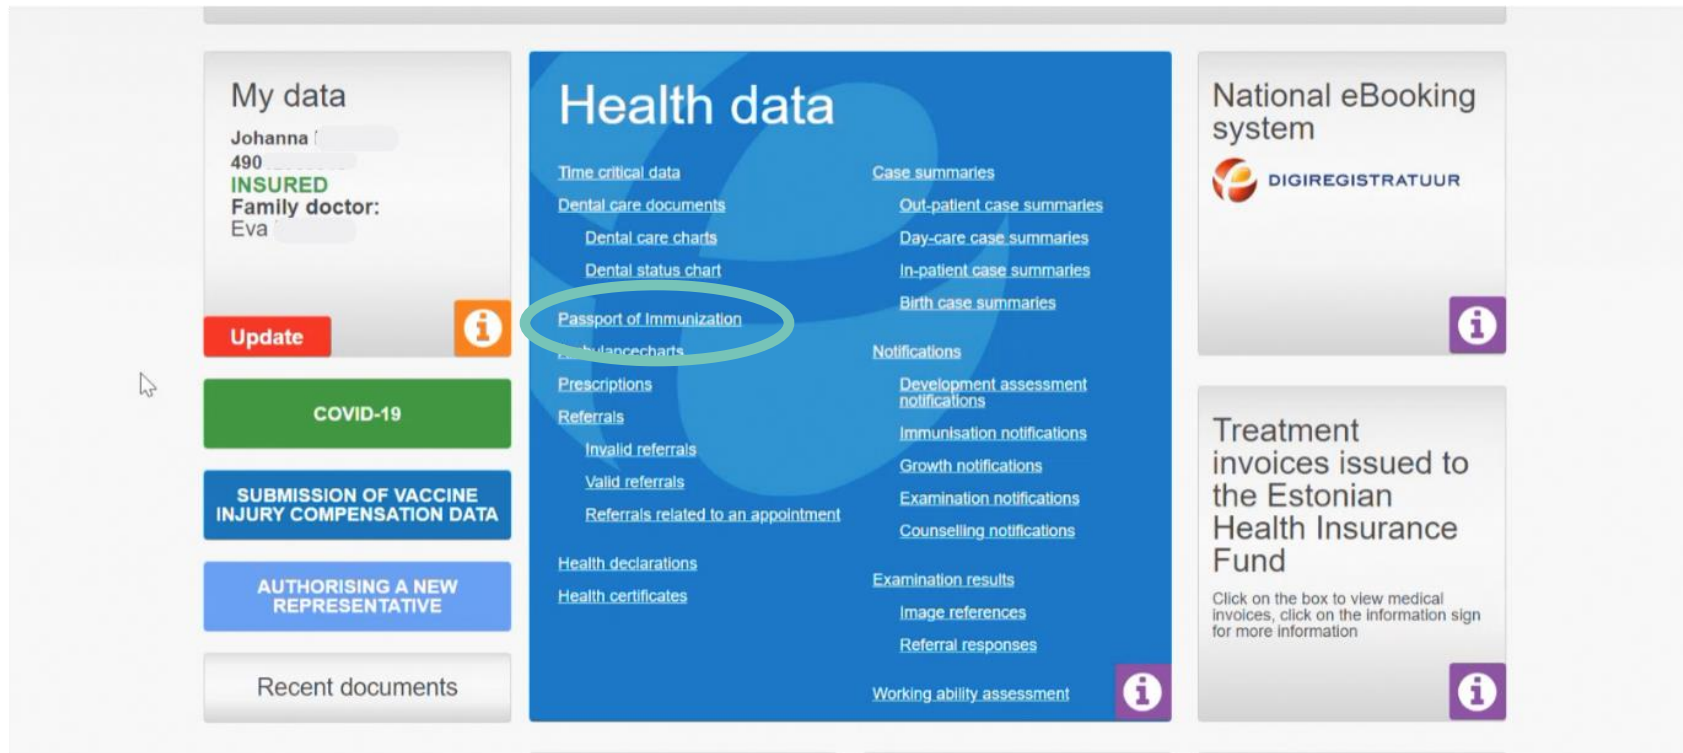 My data
Johanna
490
INSURED
Family doctor:
Eva
Update
COVID-19
SUBMISSION OF VACCINE
INJURY COMPENSATION DATA
AUTHORISING A NEW
REPRESENTATIVE
Recent documents
Health data
Time critical data
Dental care documents
Dental care charts
Dental status chart
Passport of Immunization
Ambulancecharts
Prescriptions
Referrals
Invalid referrals
Valid referrals
Referrals related to an appointment
Health declarations
Health certificates
Case summaries
Out-patient case summaries
Day-care case summaries
In-patient case summaries
Birth case summaries
Notifications
Development assessment
notifications
Immunisation notifications
Growth notifications
Examination notifications
Counselling notifications
Examination results
Image references
Referral responses
Working ability assessment
National eBooking
system
DIGIREGISTRATUUR
Treatment
invoices issued to
the Estonian
Health Insurance
Fund
Click on the box to view medical
invoices, click on the information sign
for more information